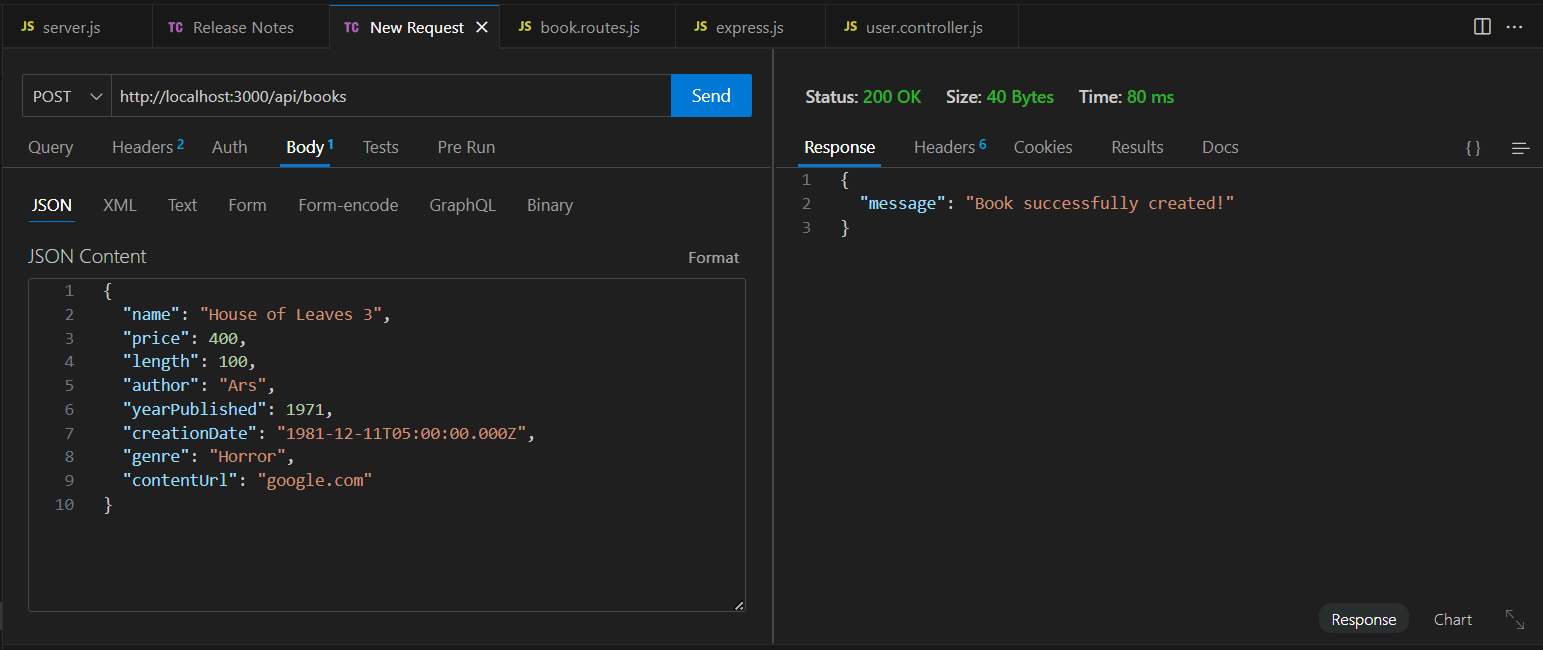 JS server.js TC Release Notes TC New Request JS book.routes.js JS express.js JS user.controller.js
POST http://localhost:3000/api/books Send
Query Headers 2 Auth Body 1 Tests Pre Run
JSON XML Text Form Form-encode GraphQL Binary
JSON Content Format
1 {
2 "name": "House of Leaves 3",
3 "price": 400,
4 "length": 100,
5 "author": "Ars",
6 "yearPublished": 1971,
7 "creationDate": "1981-12-11T05:00:00.000Z",
8 "genre": "Horror",
9 "contentUrl": "google.com"
10 }
Status: 200 OK Size: 40 Bytes Time: 80 ms
Response Headers 6 Cookies Results Docs { }
1 {
2 "message": "Book successfully created!"
3 }
Response Chart